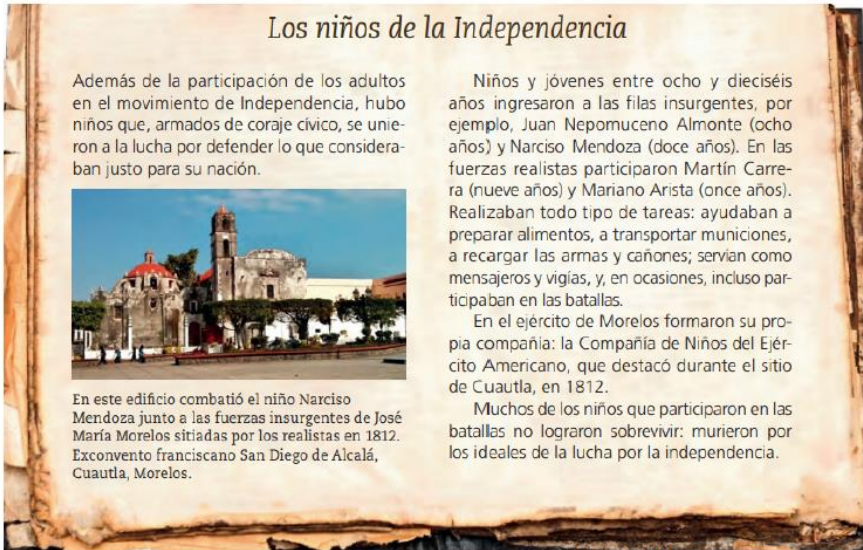 Los niños de la Independencia
Además de la participación de los adultos
en el movimiento de Independencia, hubo
niños que, armados de coraje cívico, se unie-
ron a la lucha por defender lo que considera-
ban justo para su nación.
En este edificio combatió el niño Narciso
Mendoza junto a las fuerzas insurgentes de José
María Morelos sitiadas por los realistas en 1812.
Exconvento franciscano San Diego de Alcalá,
Cuautla, Morelos.
Niños y jóvenes entre ocho y dieciséis
años ingresaron a las filas insurgentes, por
ejemplo, Juan Nepomuceno Almonte (ocho
años) y Narciso Mendoza (doce años). En las
fuerzas realistas participaron Martín Carre-
ra (nueve años) y Mariano Arista (once años).
Realizaban todo tipo de tareas: ayudaban a
preparar alimentos, a transportar municiones,
a recargar las armas y cañones; servían como
mensajeros y vigías, y, en ocasiones, incluso par-
ticipaban en las batallas.
En el ejército de Morelos formaron su pro-
pia compañía: la Compañía de Niños del Ejér-
cito Americano, que destacó durante el sitio
de Cuautla, en 1812.
Muchos de los niños que participaron en las
batallas no lograron sobrevivir: murieron por
los ideales de la lucha por la independencia.